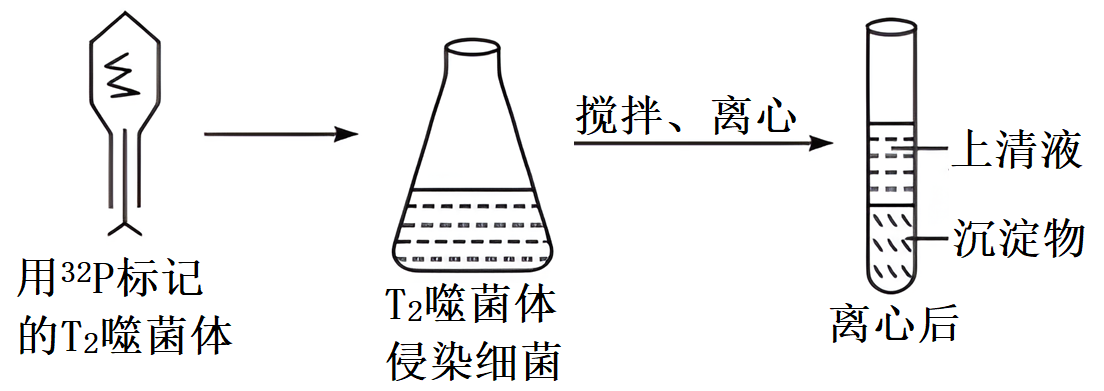 搅拌、离心
上清液
沉淀物
用³²P标记
的T₂噬菌体
T₂噬菌体
侵染细菌
离心后